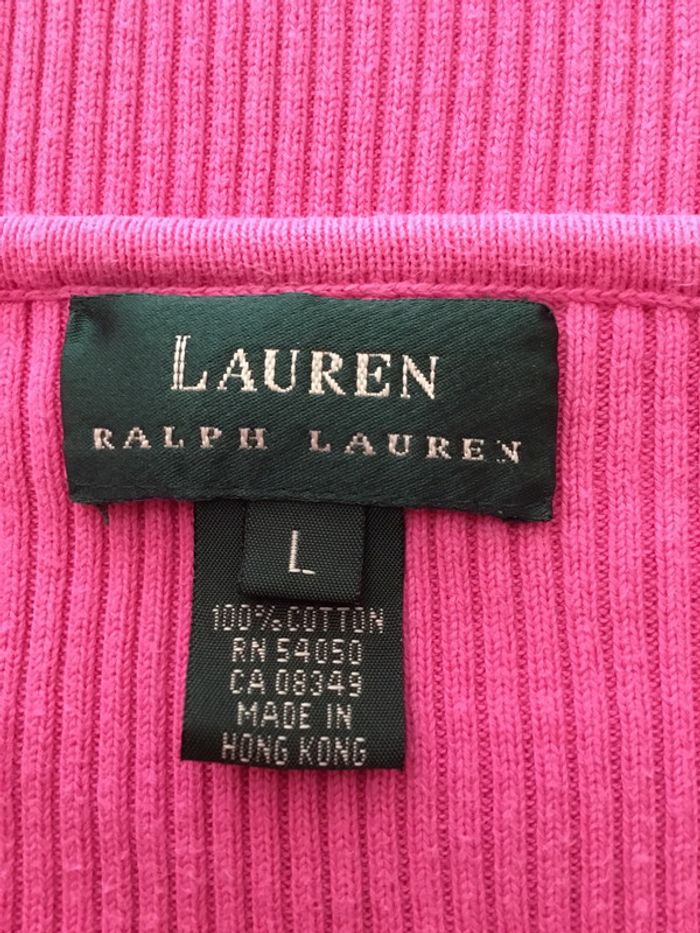 LAUREN
RALPH LAUREN
L
100% COTTON
RN 54050
CA 08349
MADE IN
HONG KONG